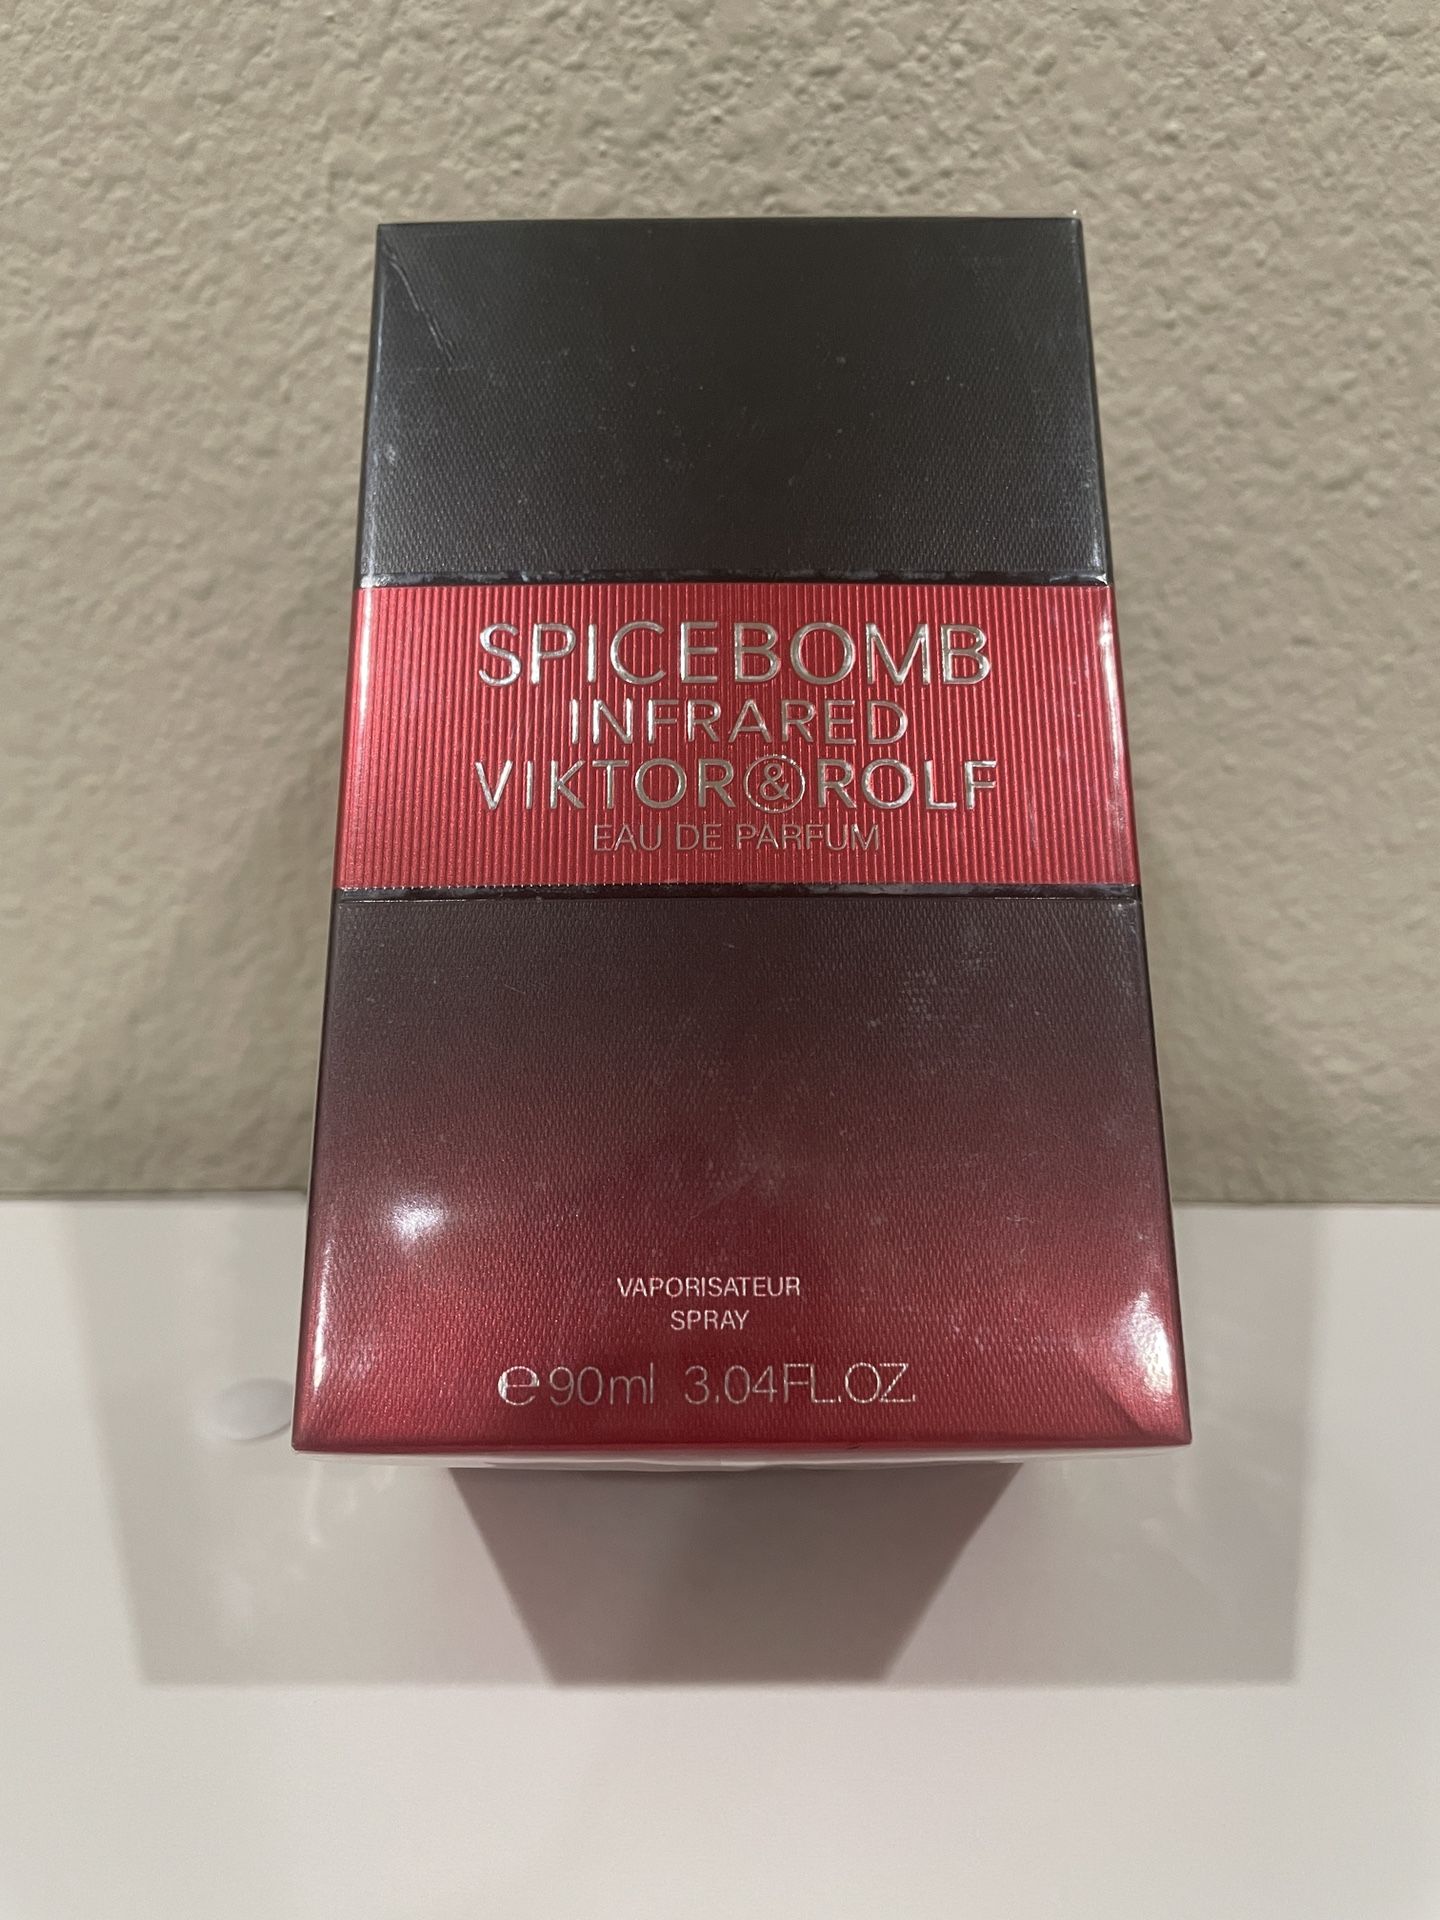 SPICEBOMB
INFRARED
VIKTOR&ROLF
EAU DE PARFUM
VAPORISATEUR
SPRAY
℮ 90ml 3.04FL.OZ.